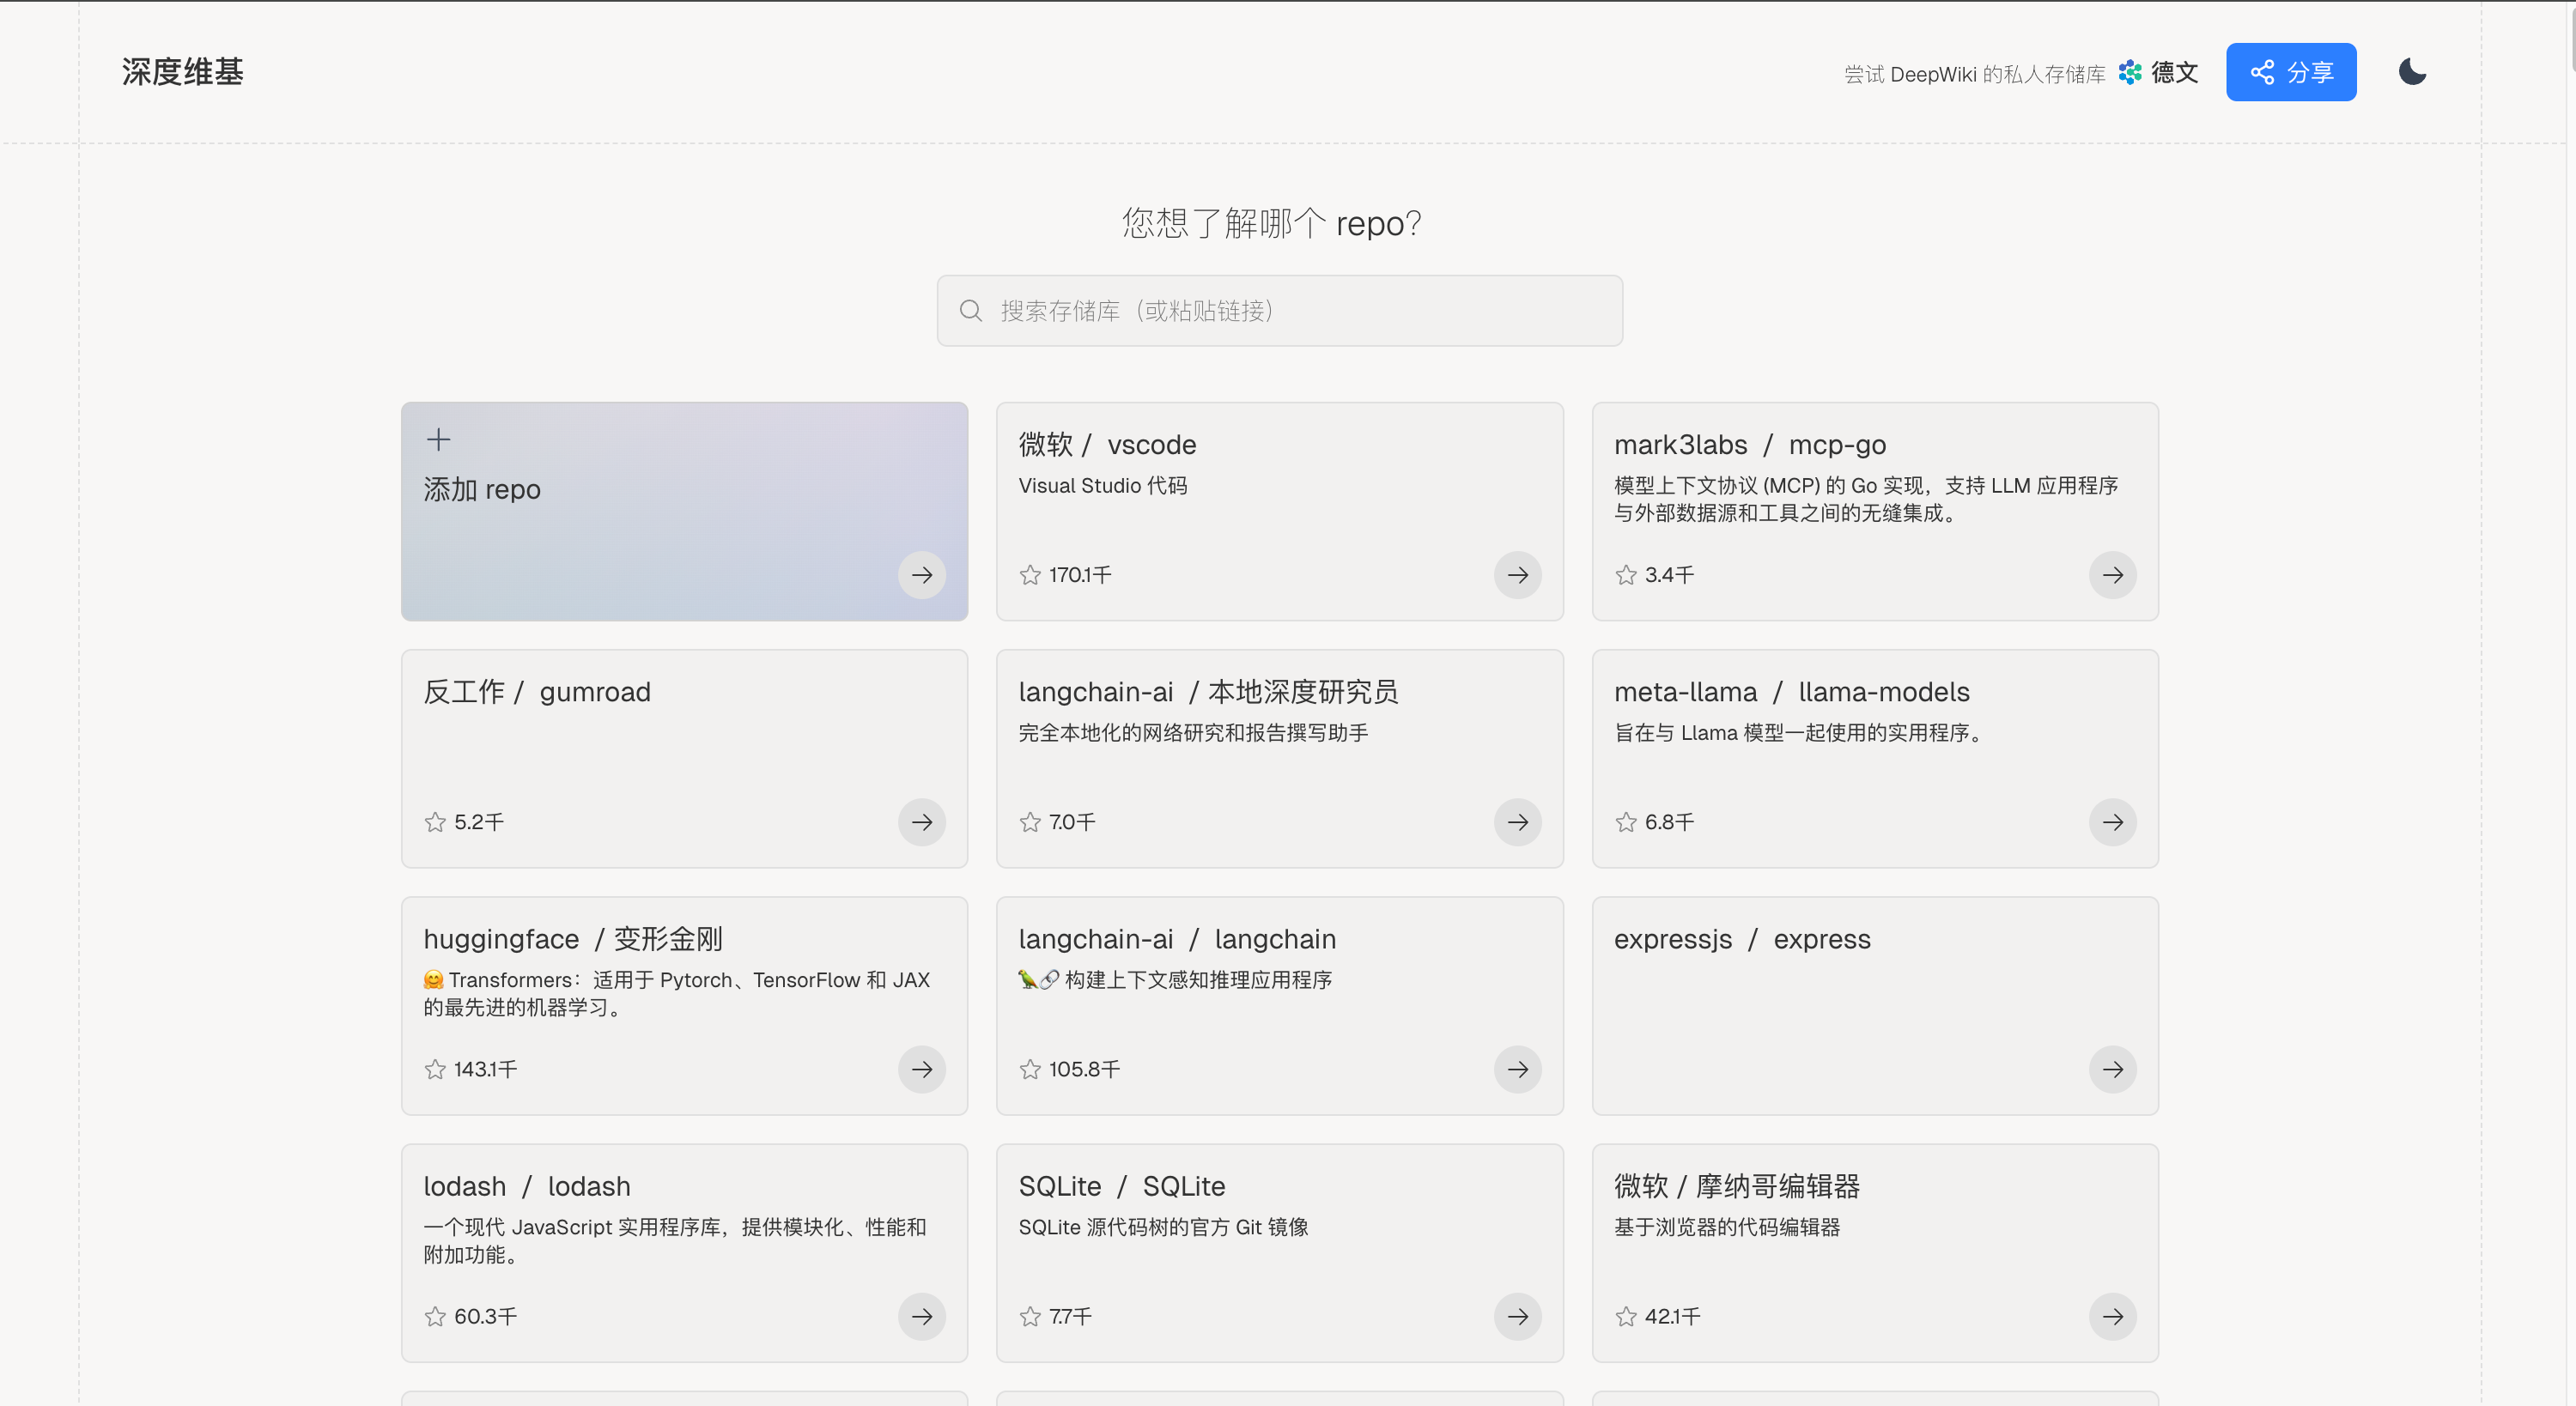 深度维基
尝试 DeepWiki 的私人存储库 德文 分享
您想了解哪个 repo?
搜索存储库（或粘贴链接）
添加 repo
微软 / vscode
Visual Studio 代码
170.1千
mark3labs / mcp-go
模型上下文协议 (MCP) 的 Go 实现，支持 LLM 应用程序
与外部数据源和工具之间的无缝集成。
3.4千
反工作 / gumroad
5.2千
langchain-ai / 本地深度研究员
完全本地化的网络研究和报告撰写助手
7.0千
meta-llama / llama-models
旨在与 Llama 模型一起使用的实用程序。
6.8千
huggingface / 变形金刚
🤗 Transformers：适用于 Pytorch、TensorFlow 和 JAX
的最先进的机器学习。
143.1千
langchain-ai / langchain
🦜🔗 构建上下文感知推理应用程序
105.8千
expressjs / express
lodash / lodash
一个现代 JavaScript 实用程序库，提供模块化、性能和
附加功能。
60.3千
SQLite / SQLite
SQLite 源代码树的官方 Git 镜像
7.7千
微软 / 摩纳哥编辑器
基于浏览器的代码编辑器
42.1千